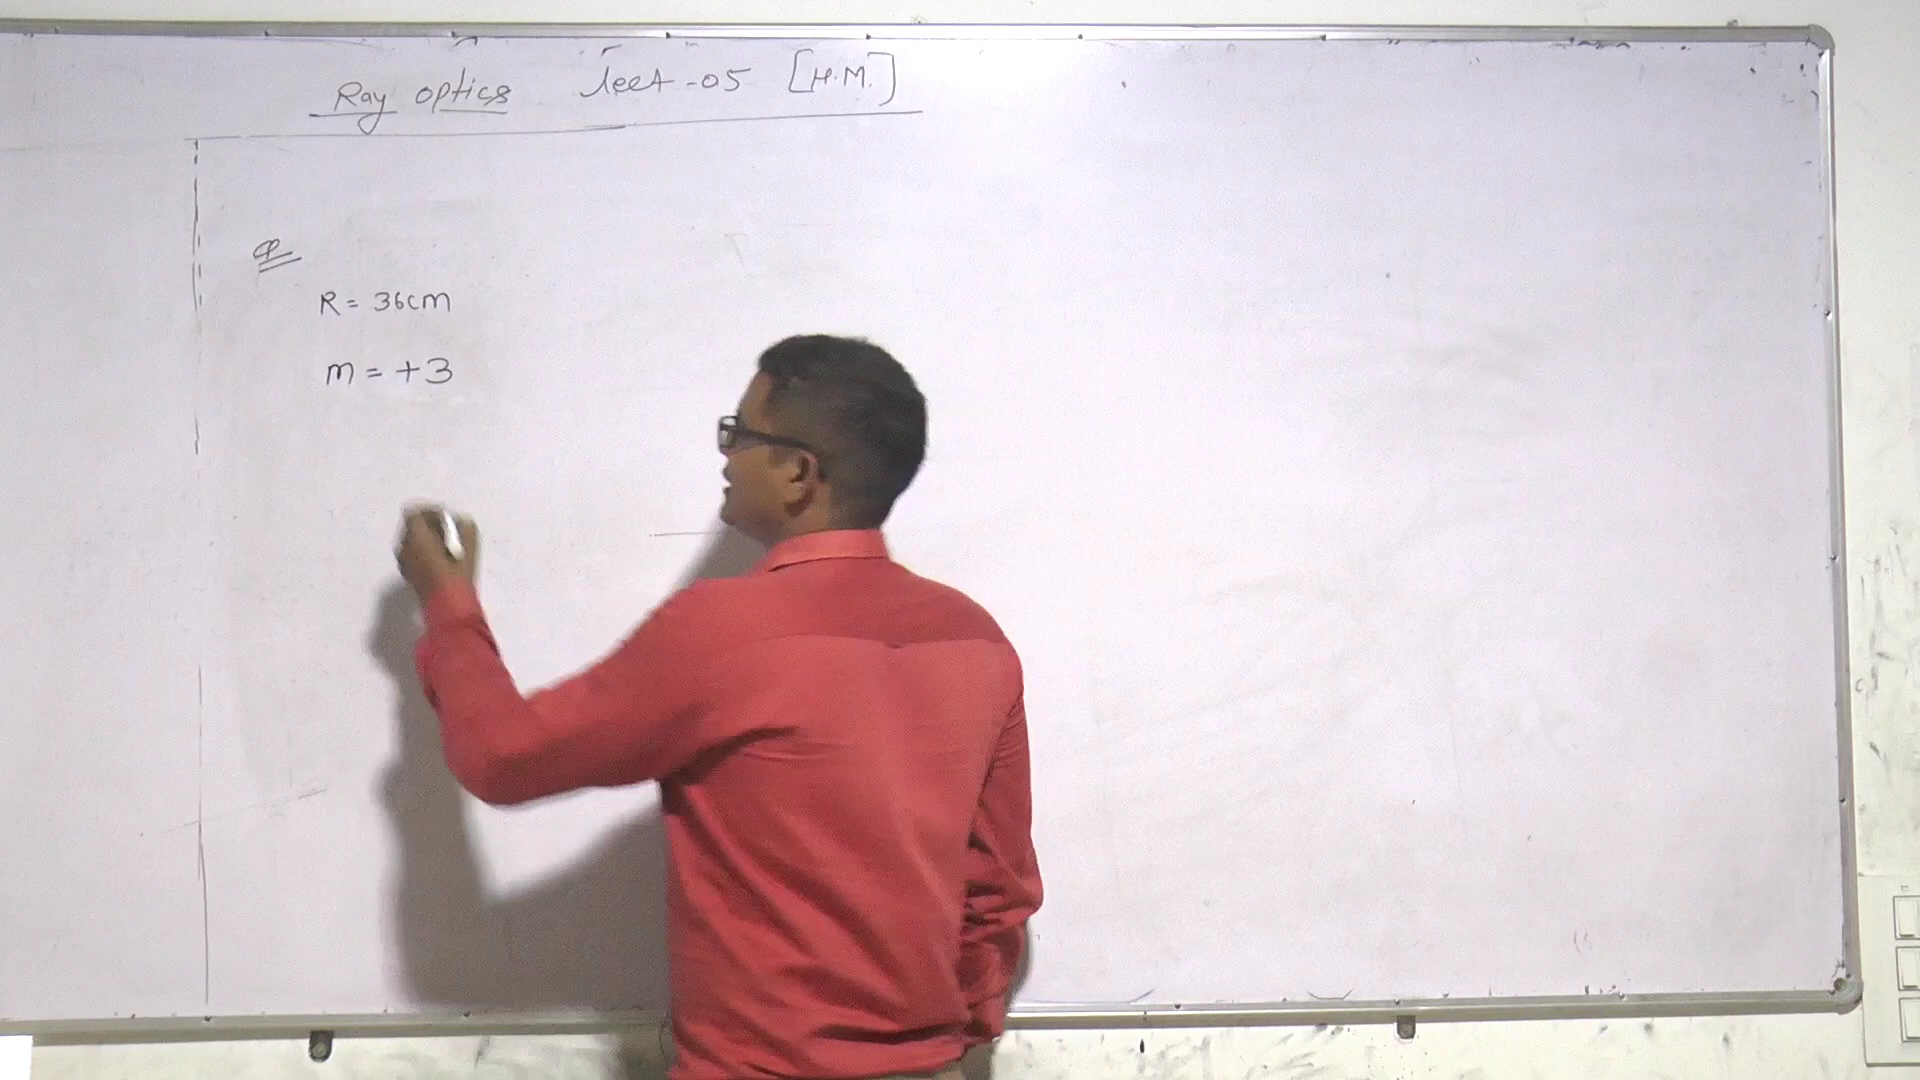 Ray optics Lect-05 [H.M.]
Q
R = 36cm
m = +3